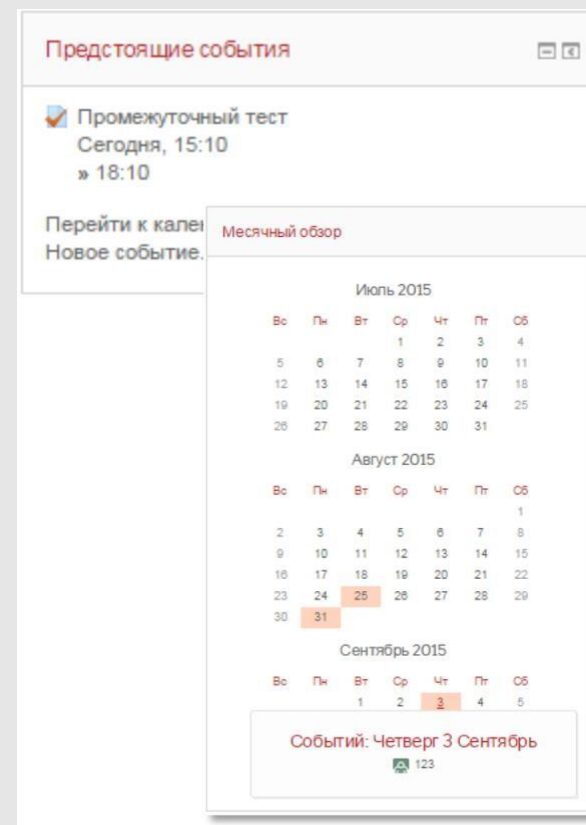 Предстоящие события
Промежуточный тест
Сегодня, 15:10
» 18:10
Перейти к
Новое событие.
Месячный обзор
Июль 2015
Вс Пн Вт Ср Чт Пт Сб
1 2 3 4
5 6 7 8 9 10 11
12 13 14 15 16 17 18
19 20 21 22 23 24 25
26 27 28 29 30 31
Август 2015
Вс Пн Вт Ср Чт Пт Сб
1
2 3 4 5 6 7 8
9 10 11 12 13 14 15
16 17 18 19 20 21 22
23 24 25 26 27 28 29
30 31
Сентябрь 2015
Вс Пн Вт Ср Чт Пт Сб
1 2 3 4 5
Событий: Четверг 3 Сентябрь
123